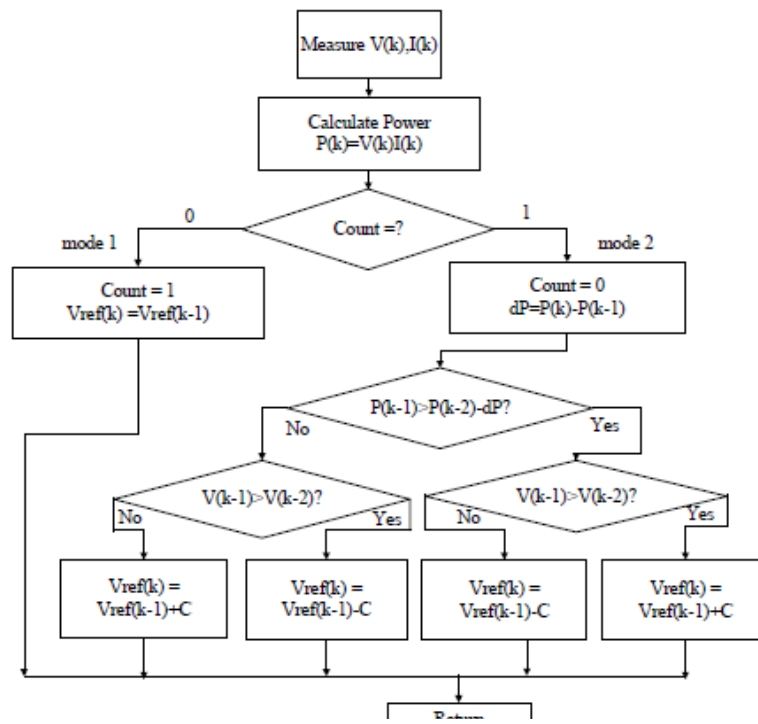 Measure V(k),I(k)
Calculate Power
P(k)=V(k)I(k)
0
Count =?
1
mode 1
mode 2
Count = 1
Vref(k) =Vref(k-1)
Count = 0
dP=P(k)-P(k-1)
P(k-1)>P(k-2)-dP?
No
Yes
V(k-1)>V(k-2)?
V(k-1)>V(k-2)?
No
Yes
No
Yes
Vref(k) =
Vref(k-1)+C
Vref(k) =
Vref(k-1)-C
Vref(k) =
Vref(k-1)-C
Vref(k) =
Vref(k-1)+C
Return